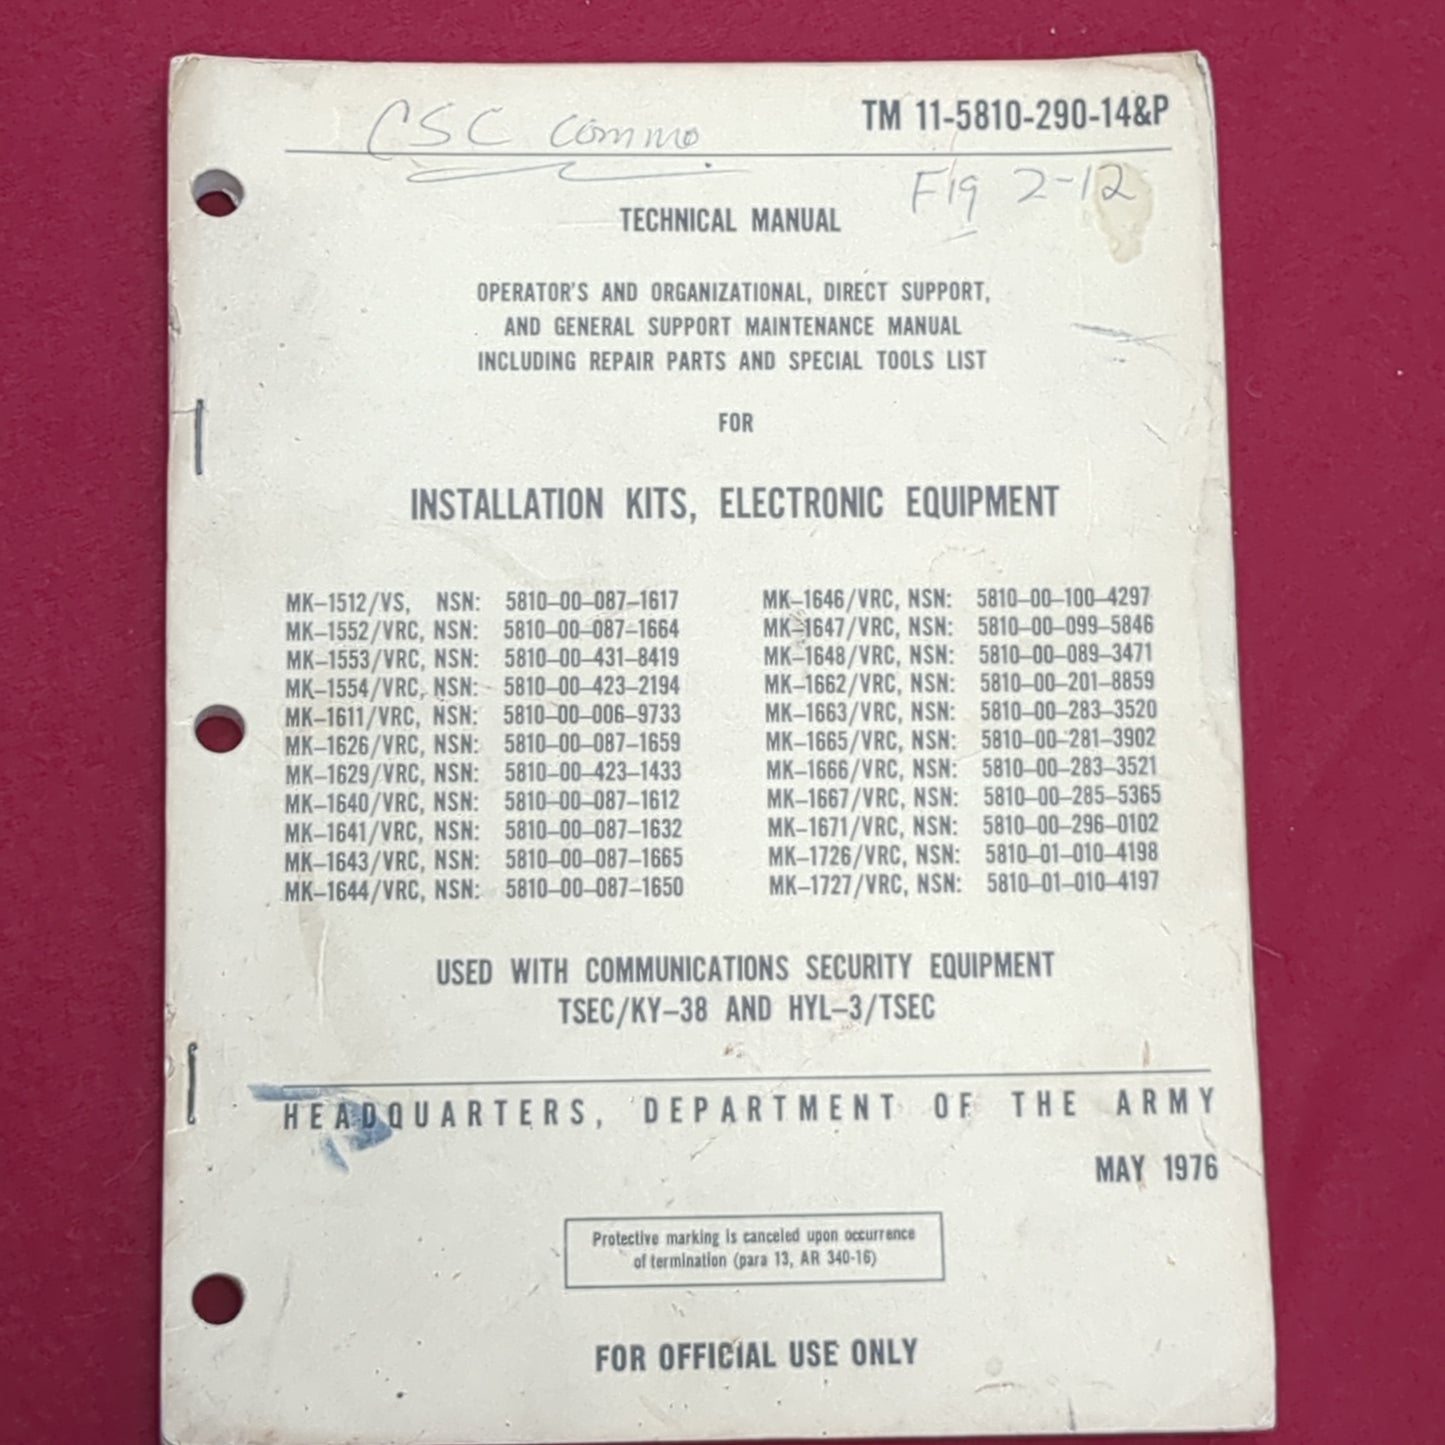 CSC Commo
TM 11-5810-290-14&P
Fig 2-12
TECHNICAL MANUAL
OPERATOR'S AND ORGANIZATIONAL, DIRECT SUPPORT,
AND GENERAL SUPPORT MAINTENANCE MANUAL
INCLUDING REPAIR PARTS AND SPECIAL TOOLS LIST
FOR
INSTALLATION KITS, ELECTRONIC EQUIPMENT
MK–1512/VS, NSN: 5810–00–087–1617
MK–1552/VRC, NSN: 5810–00–087–1664
MK–1553/VRC, NSN: 5810–00–431–8419
MK–1554/VRC, NSN: 5810–00–423–2194
MK–1611/VRC, NSN: 5810–00–006–9733
MK–1626/VRC, NSN: 5810–00–087–1659
MK–1629/VRC, NSN: 5810–00–423–1433
MK–1640/VRC, NSN: 5810–00–087–1612
MK–1641/VRC, NSN: 5810–00–087–1632
MK–1643/VRC, NSN: 5810–00–087–1665
MK–1644/VRC, NSN: 5810–00–087–1650
MK–1646/VRC, NSN: 5810–00–100–4297
MK–1647/VRC, NSN: 5810–00–099–5846
MK–1648/VRC, NSN: 5810–00–089–3471
MK–1662/VRC, NSN: 5810–00–201–8859
MK–1663/VRC, NSN: 5810–00–283–3520
MK–1665/VRC, NSN: 5810–00–281–3902
MK–1666/VRC, NSN: 5810–00–283–3521
MK–1667/VRC, NSN: 5810–00–285–5365
MK–1671/VRC, NSN: 5810–00–296–0102
MK–1726/VRC, NSN: 5810–01–010–4198
MK–1727/VRC, NSN: 5810–01–010–4197
USED WITH COMMUNICATIONS SECURITY EQUIPMENT
TSEC/KY–38 AND HYL–3/TSEC
HEADQUARTERS, DEPARTMENT OF THE ARMY
MAY 1976
Protective marking is canceled upon occurrence
of termination (para 13, AR 340-16)
FOR OFFICIAL USE ONLY